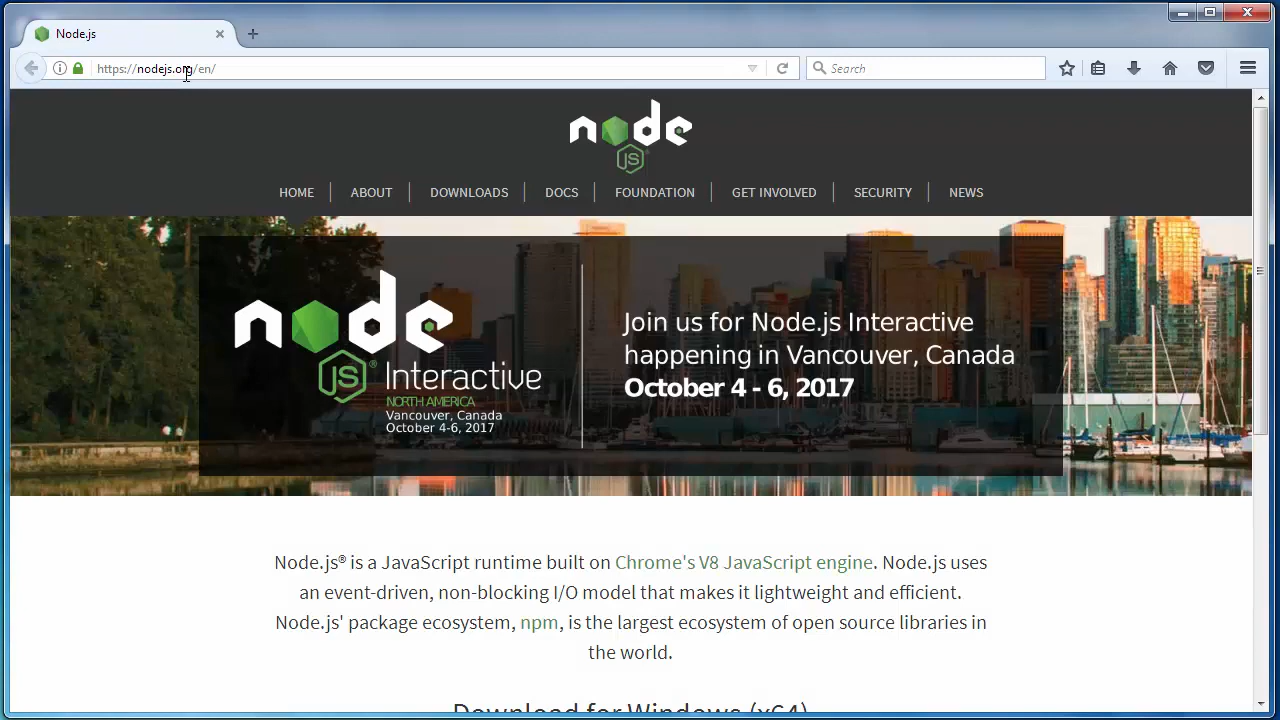 Node.js
https://nodejs.org/en/
Search
node
JS
HOME
ABOUT
DOWNLOADS
DOCS
FOUNDATION
GET INVOLVED
SECURITY
NEWS
node
JS® Interactive
NORTH AMERICA
Vancouver, Canada
October 4-6, 2017
Join us for Node.js Interactive
happening in Vancouver, Canada
October 4 - 6, 2017
Node.js® is a JavaScript runtime built on Chrome's V8 JavaScript engine. Node.js uses
an event-driven, non-blocking I/O model that makes it lightweight and efficient.
Node.js' package ecosystem, npm, is the largest ecosystem of open source libraries in
the world.
Download for Windows (x64)